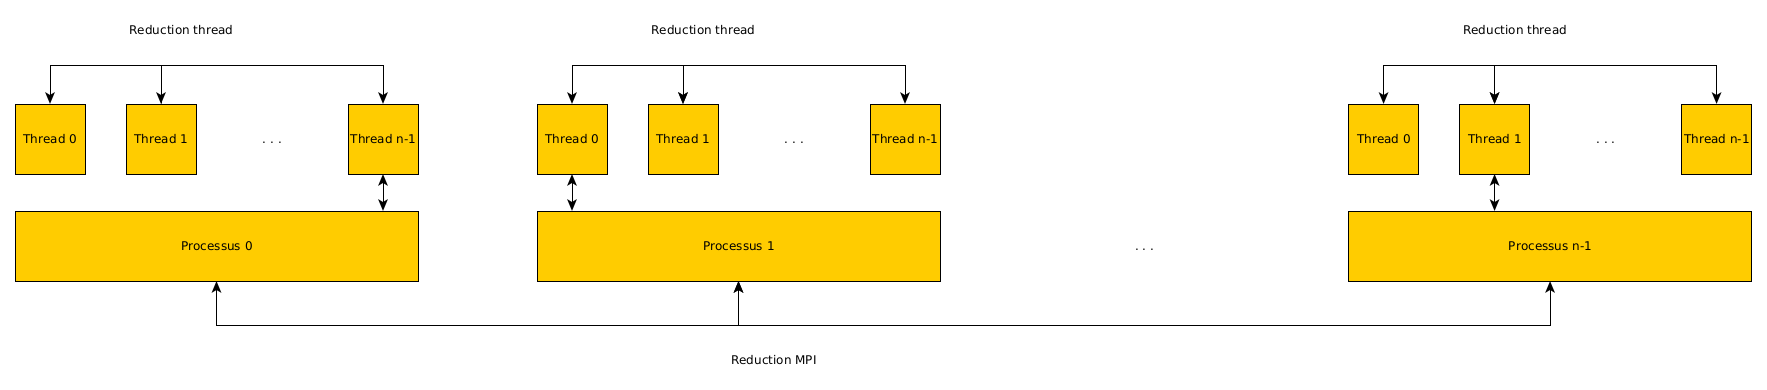 Reduction thread
Reduction thread
Reduction thread
Thread 0
Thread 1
. . .
Thread n-1
Thread 0
Thread 1
. . .
Thread n-1
Thread 0
Thread 1
. . .
Thread n-1
Processus 0
Processus 1
. . .
Processus n-1
Reduction MPI